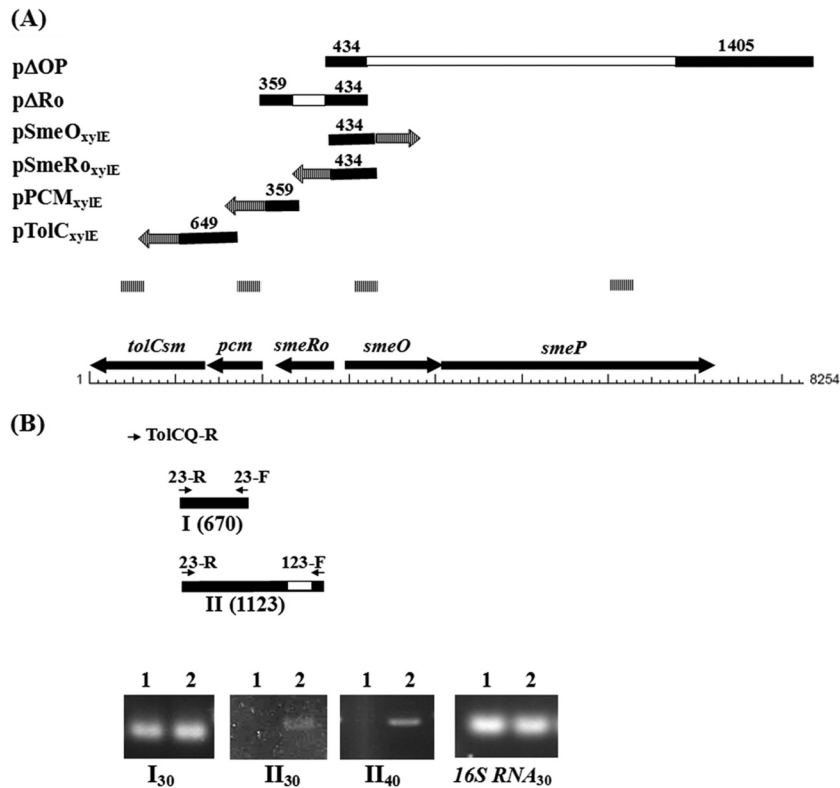 (A)
434 1405
pΔOP
359 434
pΔRo
434
pSmeOxylE
434
pSmeRoxylE
359
pPCMxylE
649
pTolCxylE
tolCsm pcm smeRo smeO smeP
1 8254
(B)
TolCQ-R
23-R 23-F
I (670)
23-R 123-F
II (1123)
1 2 1 2 1 2 1 2
I30 II30 II40 16S RNA30